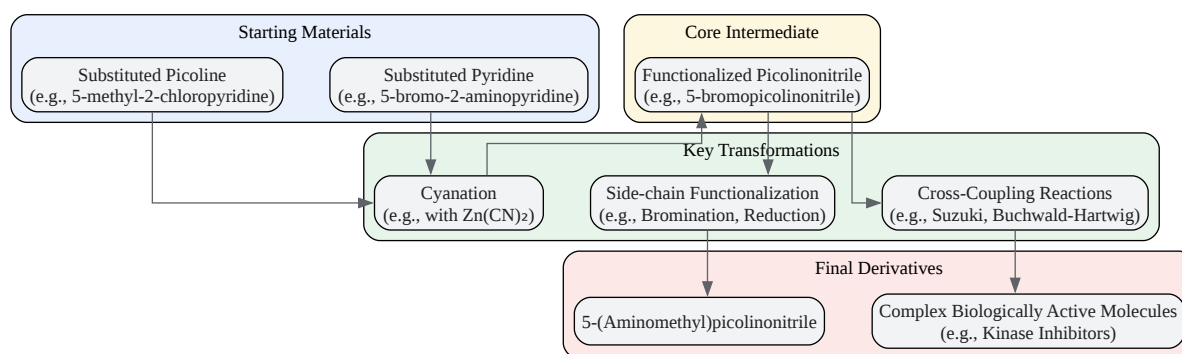 Starting Materials
Substituted Picoline
(e.g., 5-methyl-2-chloropyridine)
Substituted Pyridine
(e.g., 5-bromo-2-aminopyridine)
Core Intermediate
Functionalized Picolinonitrile
(e.g., 5-bromopicolinonitrile)
Key Transformations
Cyanation
(e.g., with Zn(CN)₂)
Side-chain Functionalization
(e.g., Bromination, Reduction)
Cross-Coupling Reactions
(e.g., Suzuki, Buchwald-Hartwig)
Final Derivatives
5-(Aminomethyl)picolinonitrile
Complex Biologically Active Molecules
(e.g., Kinase Inhibitors)